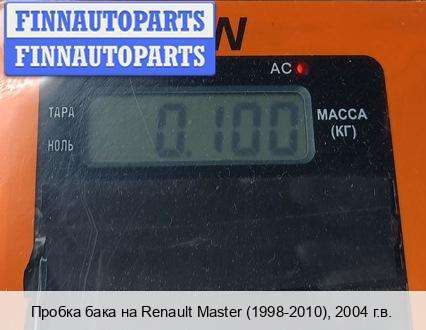 FINNAUTOPARTS
FINNAUTOPARTS
N
AC
ТАРА
НОЛЬ
0.100
МАССА
(КГ)
Пробка бака на Renault Master (1998-2010), 2004 г.в.